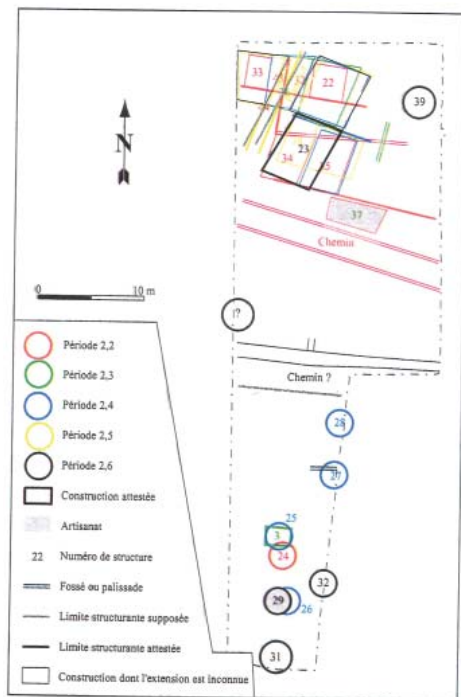 33
22
39
N
23
34
35
37
Chemin
0 10 m
?
Chemin ?
Période 2,2
Période 2,3
Période 2,4
Période 2,5
Période 2,6
Construction attestée
Artisanat
22 Numéro de structure
Fossé ou palissade
Limite structurante supposée
Limite structurante attestée
Construction dont l'extension est inconnue
28
27
25
3
24
32
29
26
31